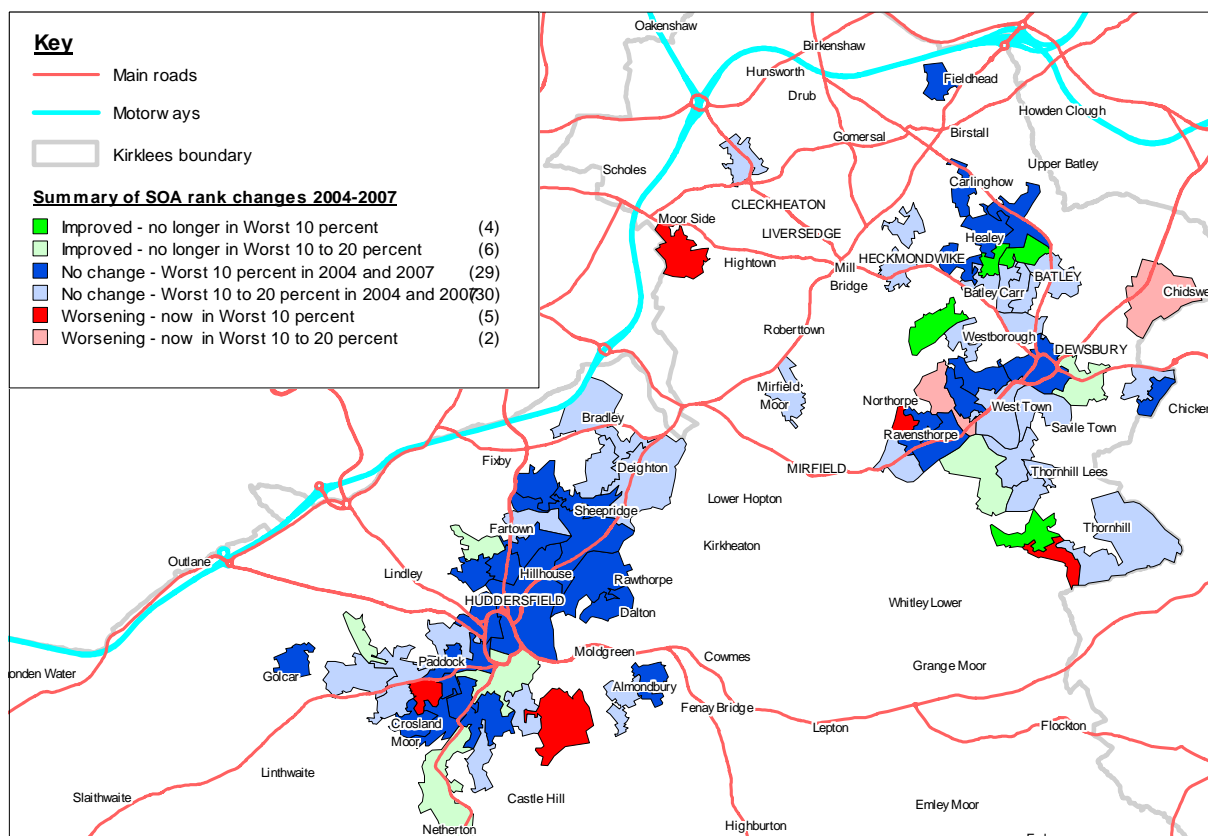 Key
Main roads
Motorways
Kirklees boundary
Summary of SOA rank changes 2004-2007
Improved - no longer in Worst 10 percent (4)
Improved - no longer in Worst 10 to 20 percent (6)
No change - Worst 10 percent in 2004 and 2007 (29)
No change - Worst 10 to 20 percent in 2004 and 2007 (30)
Worsening - now in Worst 10 percent (5)
Worsening - now in Worst 10 to 20 percent (2)
Oakenshaw
Birkenshaw
Hunsworth
Fieldhead
Drub
Howden Clough
Gomersal
Birstall
Scholes
Upper Batley
Carlinghow
CLECKHEATON
Moor Side
LIVERSEDGE
Healey
Hightown
Mill
Bridge
HECKMONDWIKE
BATLEY
Batley Carr
Chidswe
Roberttown
Westborough
DEWSBURY
Mirfield
Moor
Northorpe
West Town
Chicken
Bradley
Ravensthorpe
Savile Town
Fixby
Deighton
MIRFIELD
Thornhill Lees
Lower Hopton
Sheepridge
Fartown
Thornhill
Kirkheaton
Outlane
Lindley
Hillhouse
Rawthorpe
HUDDERSFIELD
Dalton
Whitley Lower
Moldgreen
Cowmes
Grange Moor
onden Water
Golcar
Paddock
Almondbury
Fenay Bridge
Crosland
Moor
Lepton
Flockton
Linthwaite
Slaithwaite
Castle Hill
Emley Moor
Netherton
Highburton